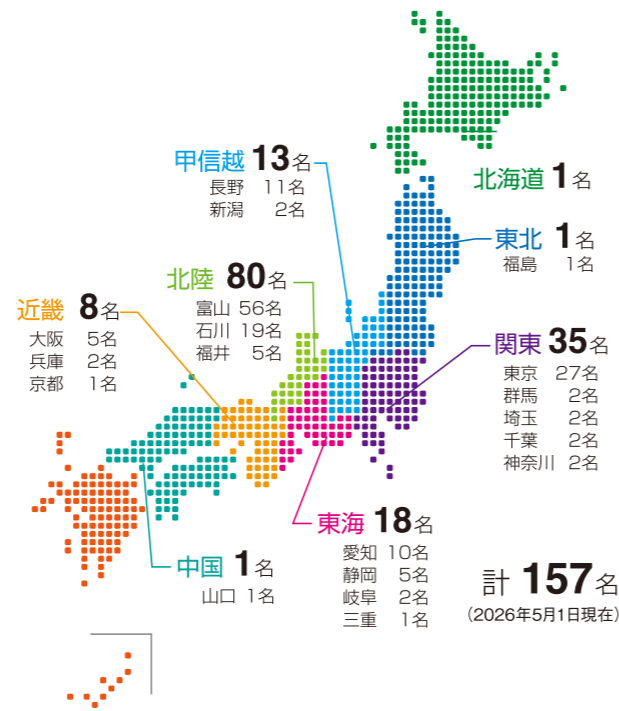 北海道 1名
甲信越 13名
長野 11名
新潟 2名
東北 1名
福島 1名
北陸 80名
富山 56名
石川 19名
福井 5名
近畿 8名
大阪 5名
兵庫 2名
京都 1名
関東 35名
東京 27名
群馬 2名
埼玉 2名
千葉 2名
神奈川 2名
東海 18名
愛知 10名
静岡 5名
岐阜 2名
三重 1名
中国 1名
山口 1名
計 157名
(2026年5月1日現在)